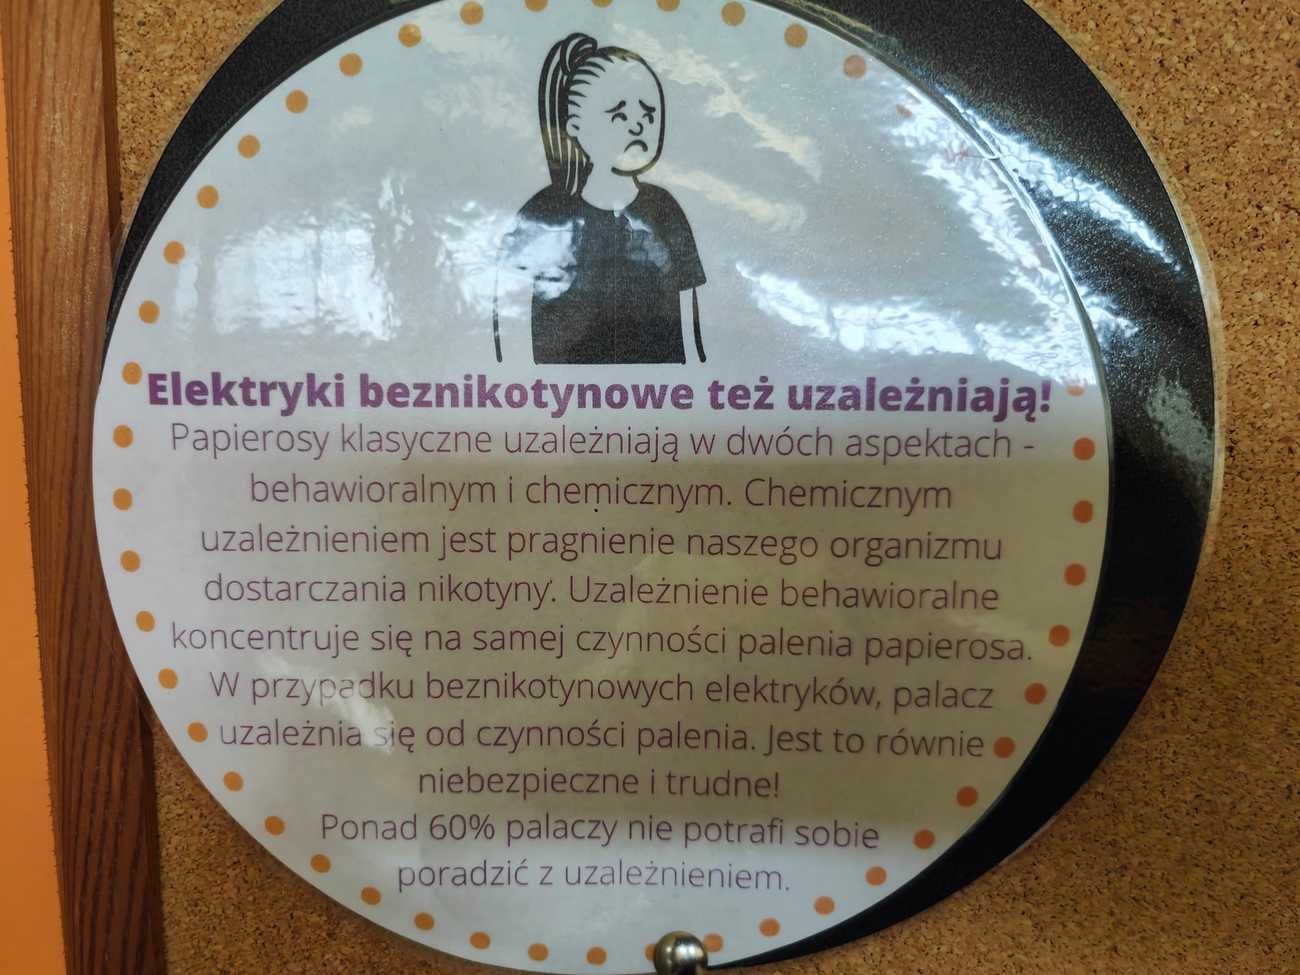 Elektryki beznikotynowe też uzależniają!
Papierosy klasyczne uzależniają w dwóch aspektach -
behawioralnym i chemicznym. Chemicznym
uzależnieniem jest pragnienie naszego organizmu
dostarczania nikotyny. Uzależnienie behawioralne
koncentruje się na samej czynności palenia papierosa.
W przypadku beznikotynowych elektryków, palacz
uzależnia się od czynności palenia. Jest to równie
niebezpieczne i trudne!
Ponad 60% palaczy nie potrafi sobie
poradzić z uzależnieniem.